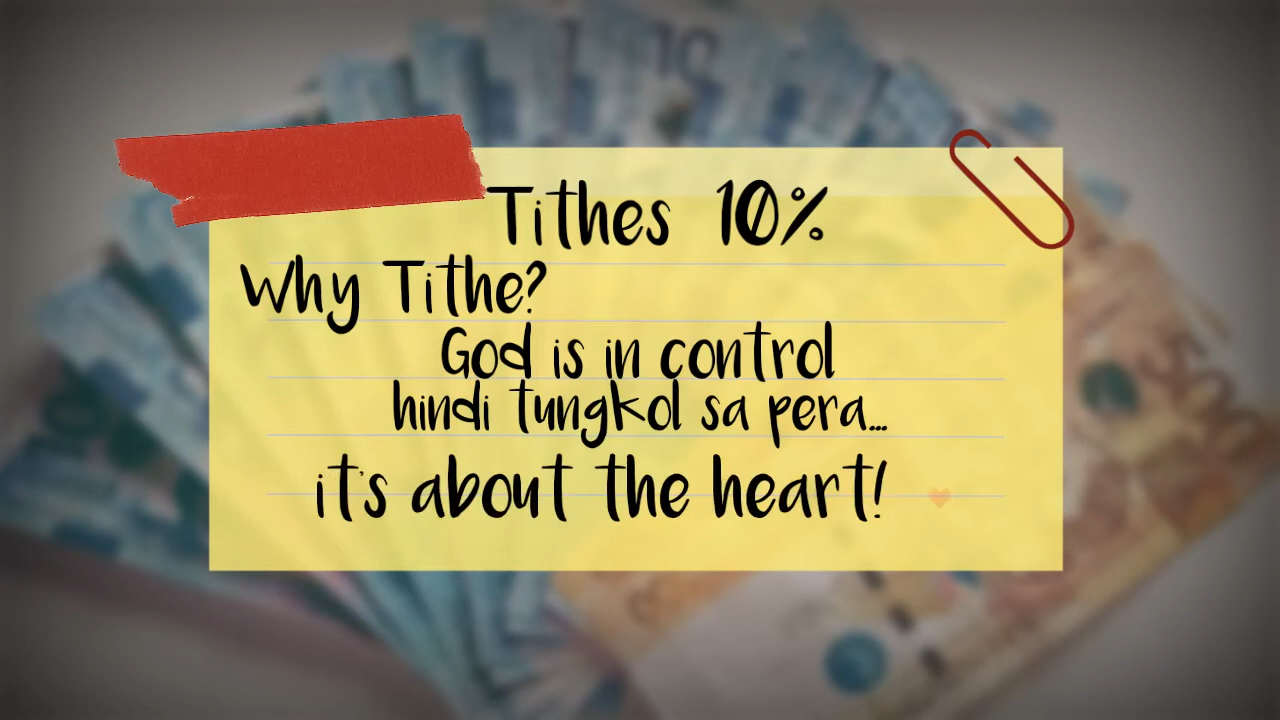 Tithes 10%
Why Tithe?
God is in control
hindi tungkol sa pera...
it's about the heart!